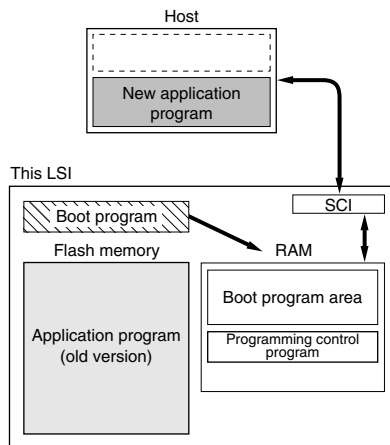 Host
New application
program
This LSI
SCI
Boot program
Flash memory
RAM
Application program
(old version)
Boot program area
Programming control
program